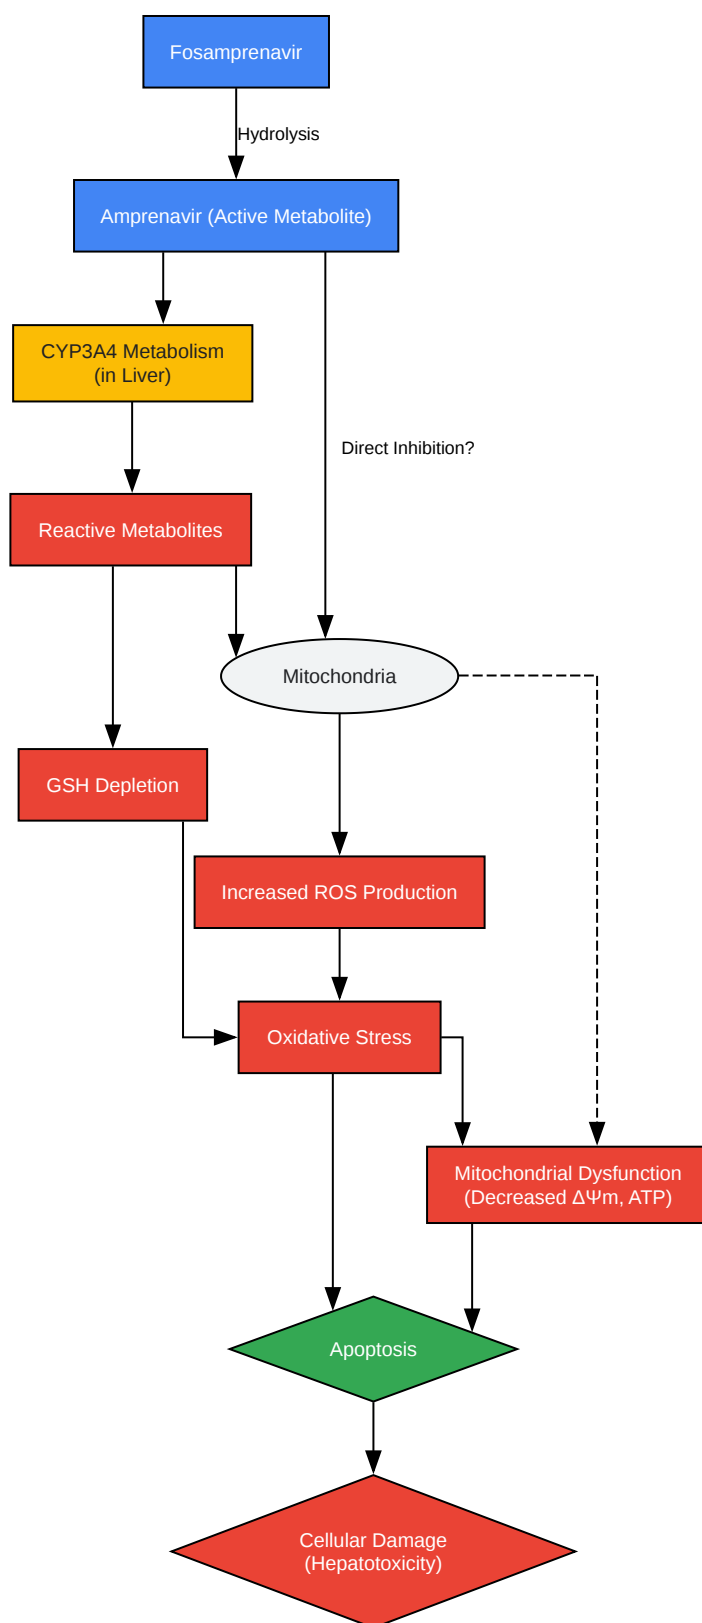 Fosamprenavir
Hydrolysis
Amprenavir (Active Metabolite)
CYP3A4 Metabolism
(in Liver)
Direct Inhibition?
Reactive Metabolites
Mitochondria
GSH Depletion
Increased ROS Production
Oxidative Stress
Mitochondrial Dysfunction
(Decreased ΔΨm, ATP)
Apoptosis
Cellular Damage
(Hepatotoxicity)